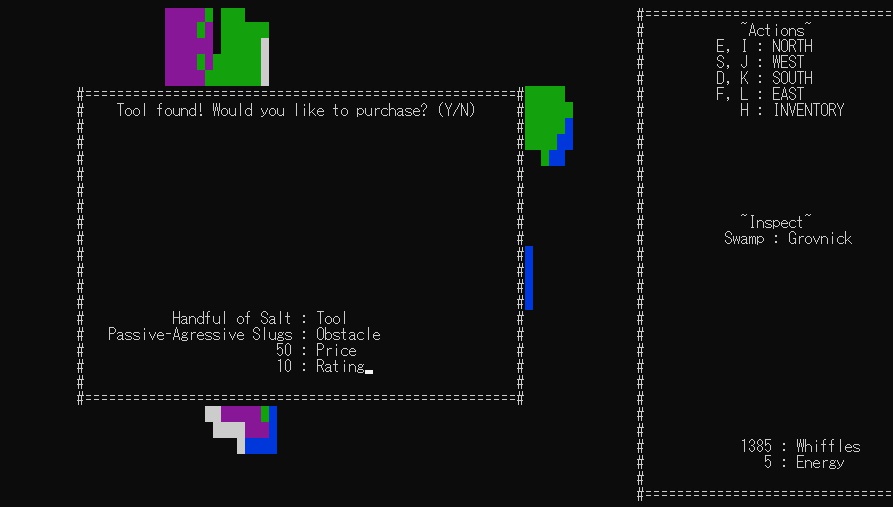 Tool found! Would you like to purchase? (Y/N)
Handful of Salt : Tool
Passive-Agressive Slugs : Obstacle
50 : Price
10 : Rating
~Actions~
E, I : NORTH
S, J : WEST
D, K : SOUTH
F, L : EAST
H : INVENTORY
~Inspect~
Swamp : Grovnick
1385 : Whiffles
5 : Energy